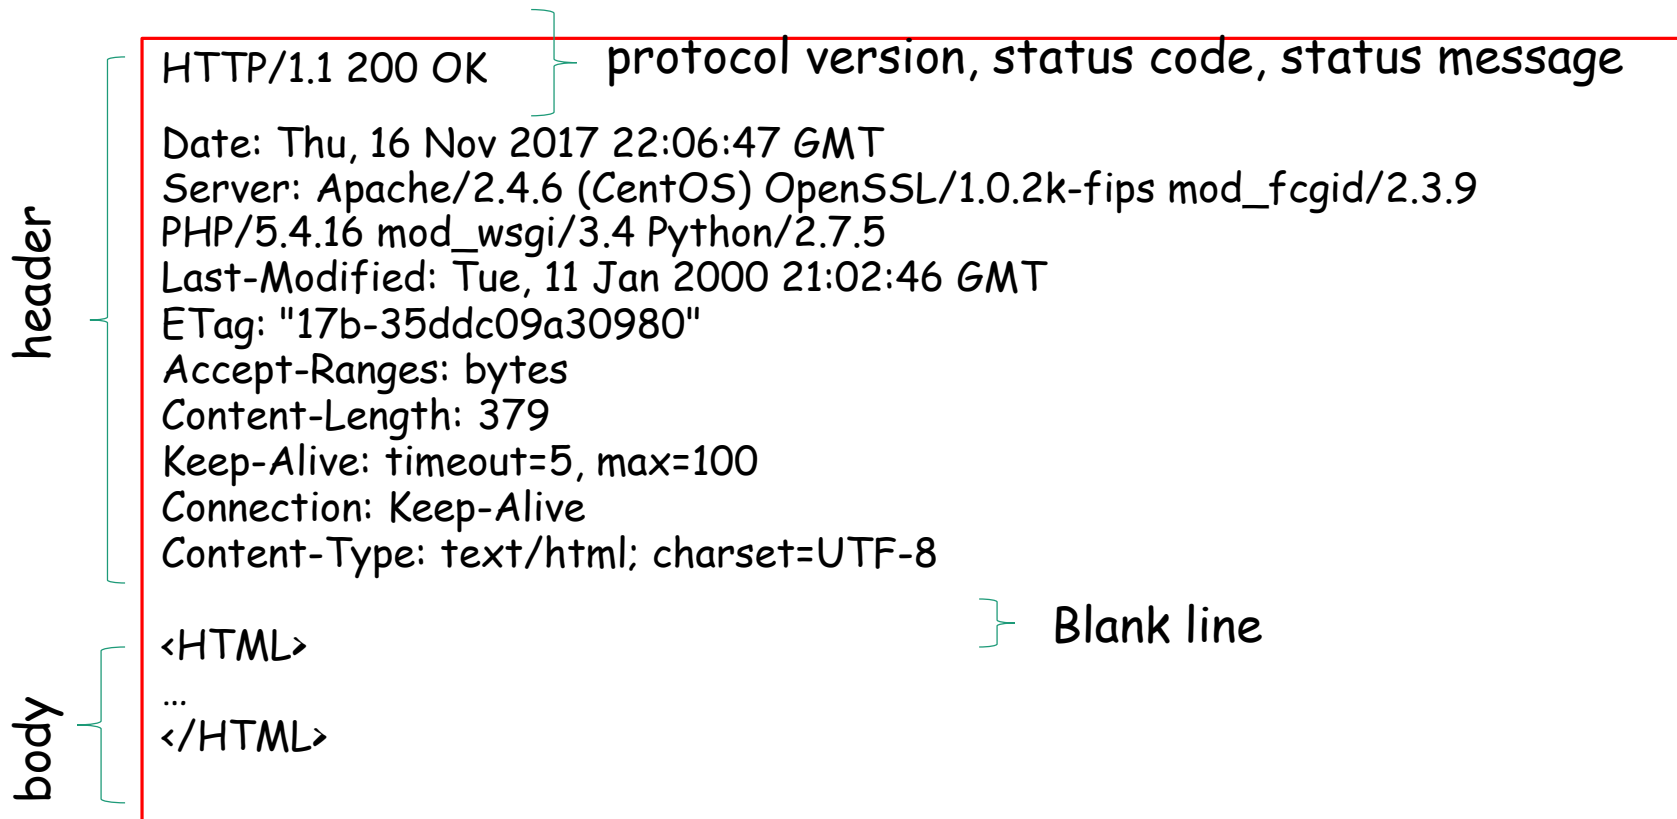 HTTP/1.1 200 OK
protocol version, status code, status message
header
Date: Thu, 16 Nov 2017 22:06:47 GMT
Server: Apache/2.4.6 (CentOS) OpenSSL/1.0.2k-fips mod_fcgid/2.3.9
PHP/5.4.16 mod_wsgi/3.4 Python/2.7.5
Last-Modified: Tue, 11 Jan 2000 21:02:46 GMT
ETag: "17b-35ddc09a30980"
Accept-Ranges: bytes
Content-Length: 379
Keep-Alive: timeout=5, max=100
Connection: Keep-Alive
Content-Type: text/html; charset=UTF-8
Blank line
body
<HTML>
…
</HTML>